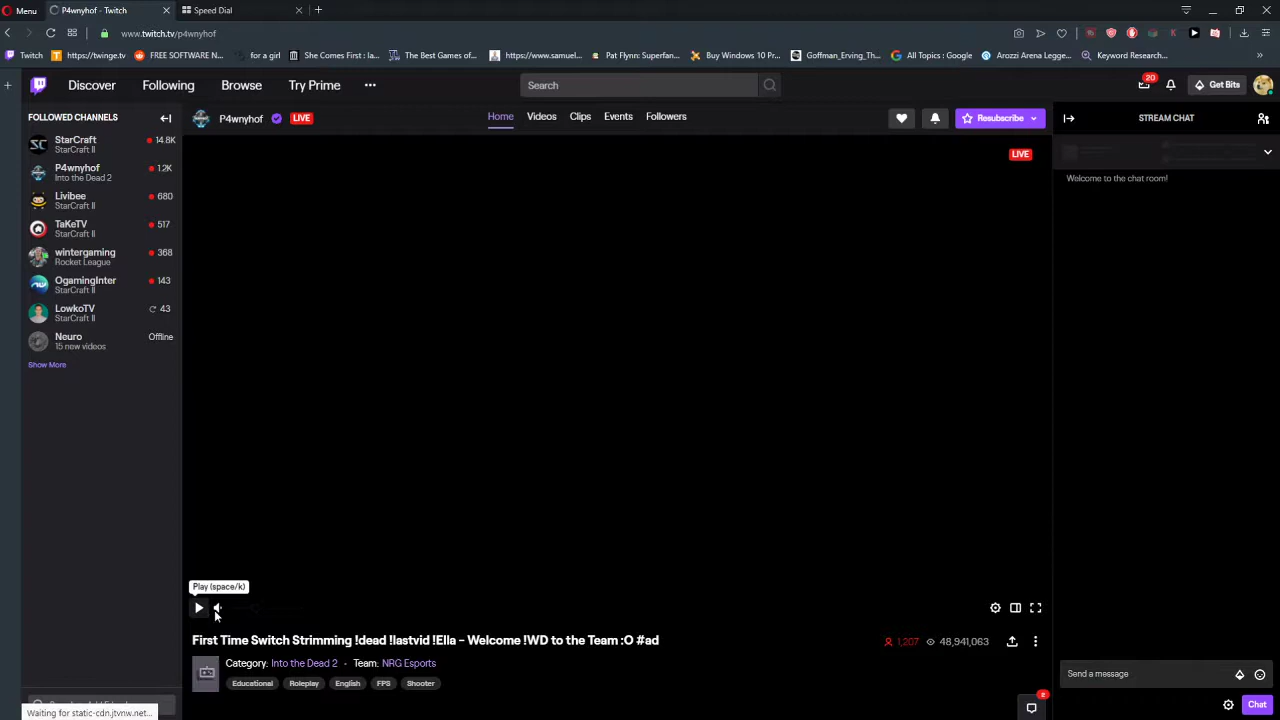 Menu
P4wnyhof - Twitch
Speed Dial
www.twitch.tv/p4wnyhof
Twitch
https://twinge.tv
FREE SOFTWARE N...
for a girl
She Comes First : la...
The Best Games of...
https://www.samuel...
Pat Flynn: Superfan...
Buy Windows 10 Pr...
Goffman_Erving_Th...
All Topics : Google
Arozzi Arena Legge...
Keyword Research...
Discover
Following
Browse
Try Prime
Search
20
Get Bits
FOLLOWED CHANNELS
P4wnyhof
LIVE
Home
Videos
Clips
Events
Followers
Resubscribe
STREAM CHAT
StarCraft
14.8K
StarCraft II
P4wnyhof
1.2K
Into the Dead 2
Livibee
680
StarCraft II
TaKeTV
517
StarCraft II
wintergaming
368
Rocket League
OgamingInter
143
StarCraft II
LowkoTV
43
StarCraft II
Neuro
Offline
15 new videos
Show More
LIVE
Welcome to the chat room!
Play (space/k)
First Time Switch Strimming !dead !lastvid !Ella - Welcome !WD to the Team :O #ad
1,207
48,941,063
Category: Into the Dead 2 · Team: NRG Esports
Educational
Roleplay
English
FPS
Shooter
Send a message
Chat
Waiting for static-cdn.jtvnw.net...